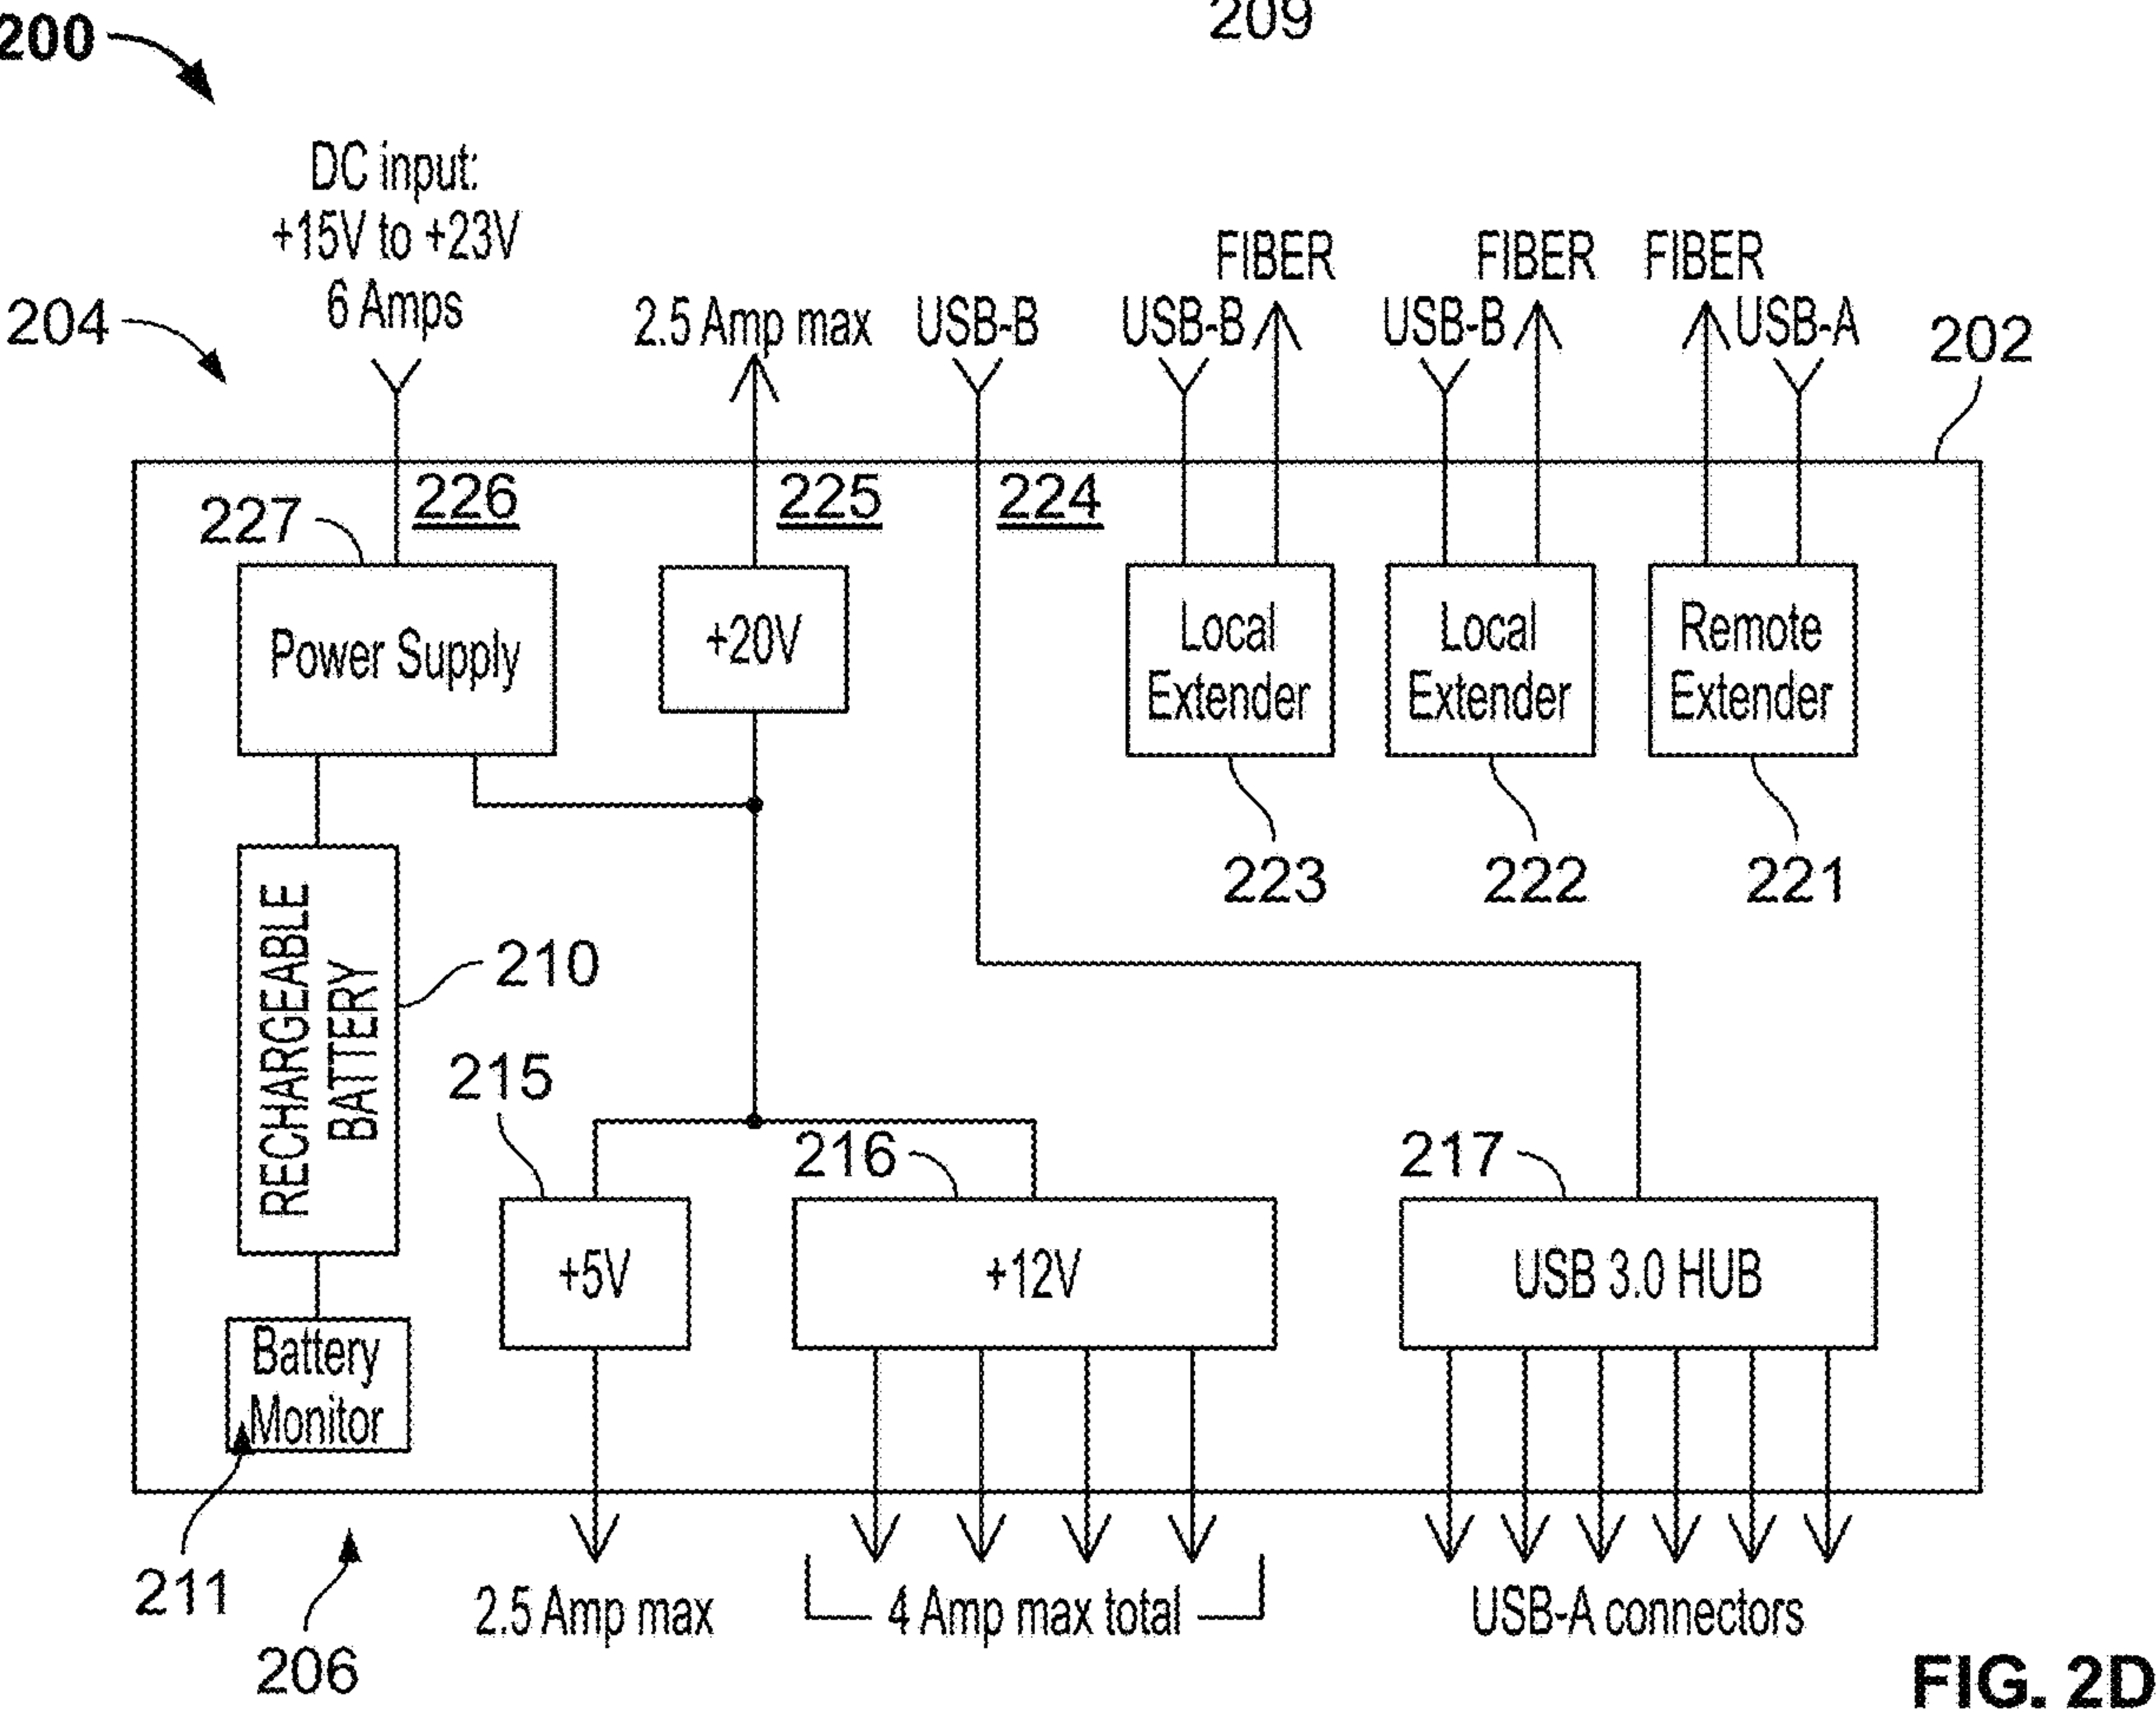 209
200
DC input:
+15V to +23V
6 Amps
204
2.5 Amp max
USB-B
USB-B
FIBER
USB-B
FIBER
FIBER
USB-A
202
226
225
224
227
Power Supply
+20V
Local
Extender
Local
Extender
Remote
Extender
223
222
221
RECHARGEABLE
BATTERY
210
215
216
217
+5V
+12V
USB 3.0 HUB
Battery
Monitor
211
206
2.5 Amp max
4 Amp max total
USB-A connectors
FIG. 2D